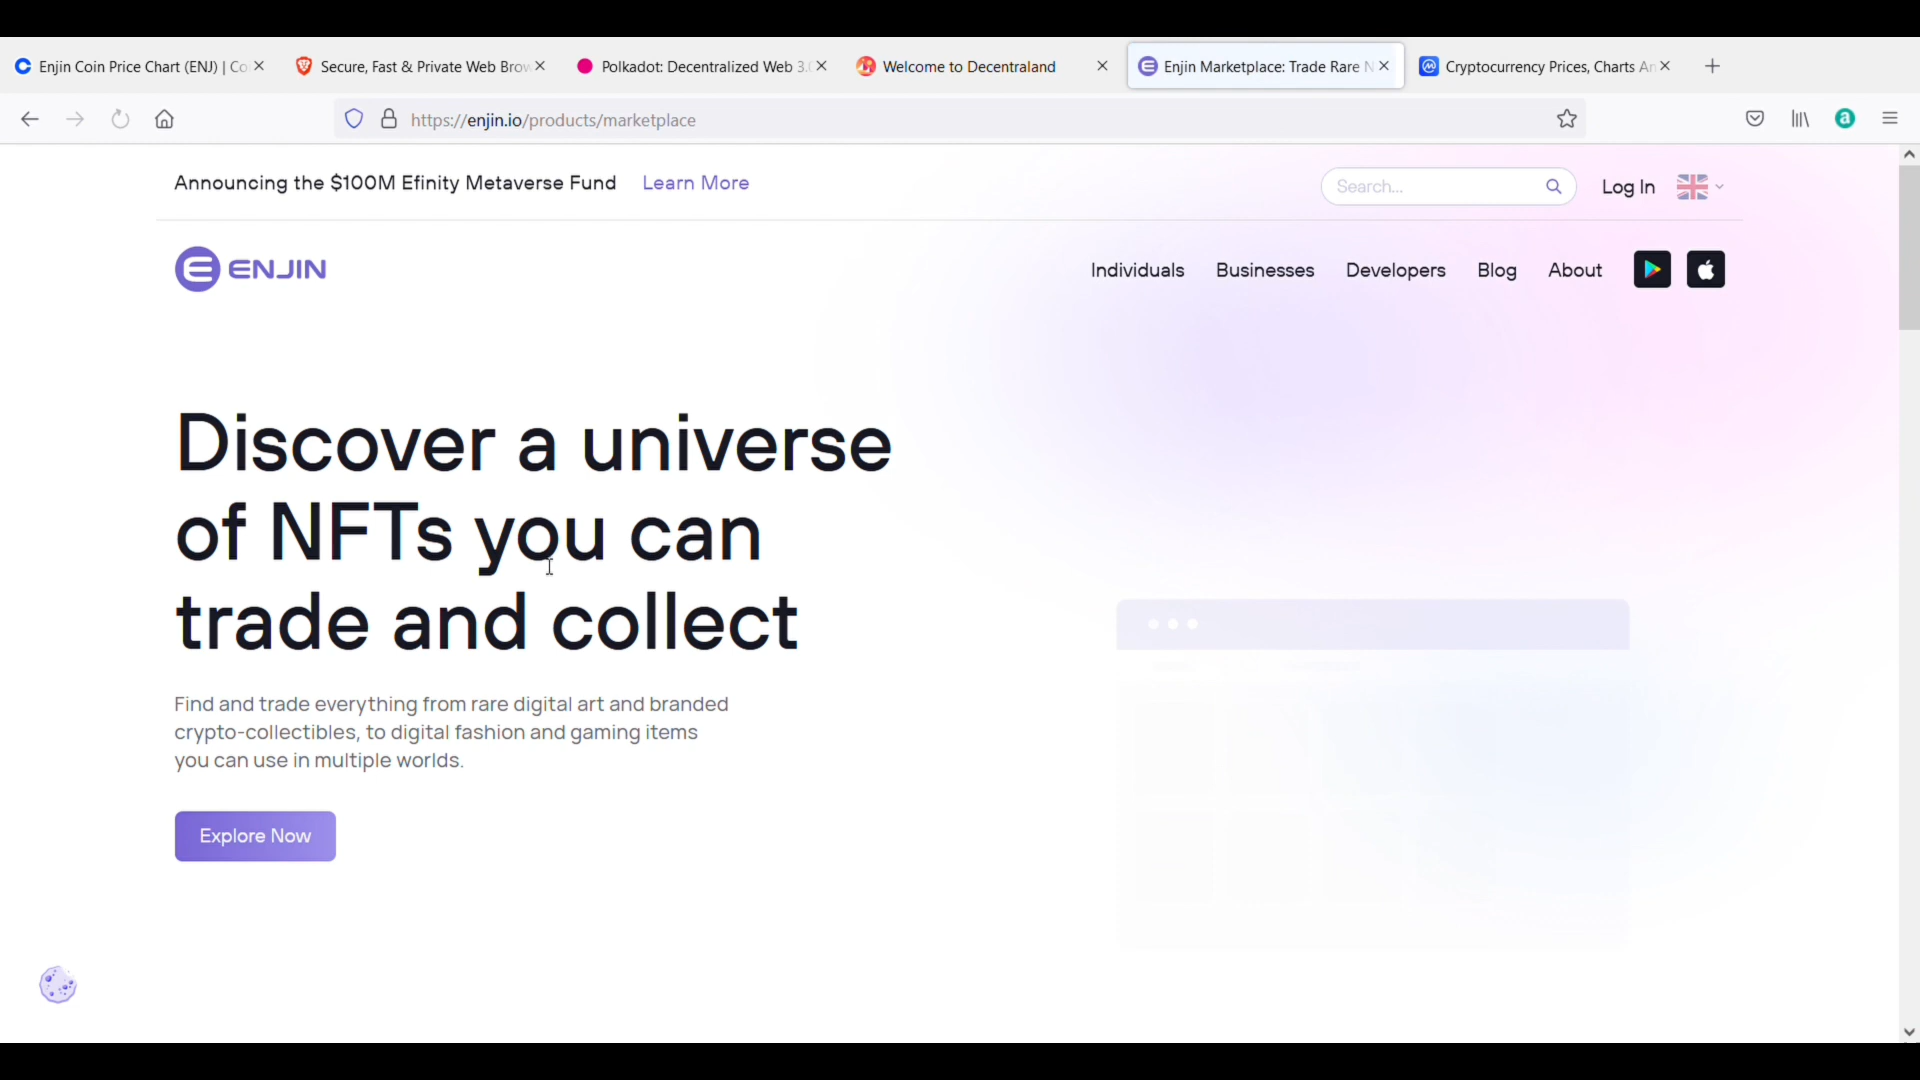 Enjin Coin Price Chart (ENJ) | Co
Secure, Fast & Private Web Brow
Polkadot: Decentralized Web 3.
Welcome to Decentraland
Enjin Marketplace: Trade Rare N
Cryptocurrency Prices, Charts An
https://enjin.io/products/marketplace
Announcing the $100M Efinity Metaverse Fund Learn More
Search...
Log In
ENJIN
Individuals Businesses Developers Blog About
Discover a universe
of NFTs you can
trade and collect
Find and trade everything from rare digital art and branded
crypto-collectibles, to digital fashion and gaming items
you can use in multiple worlds.
Explore Now